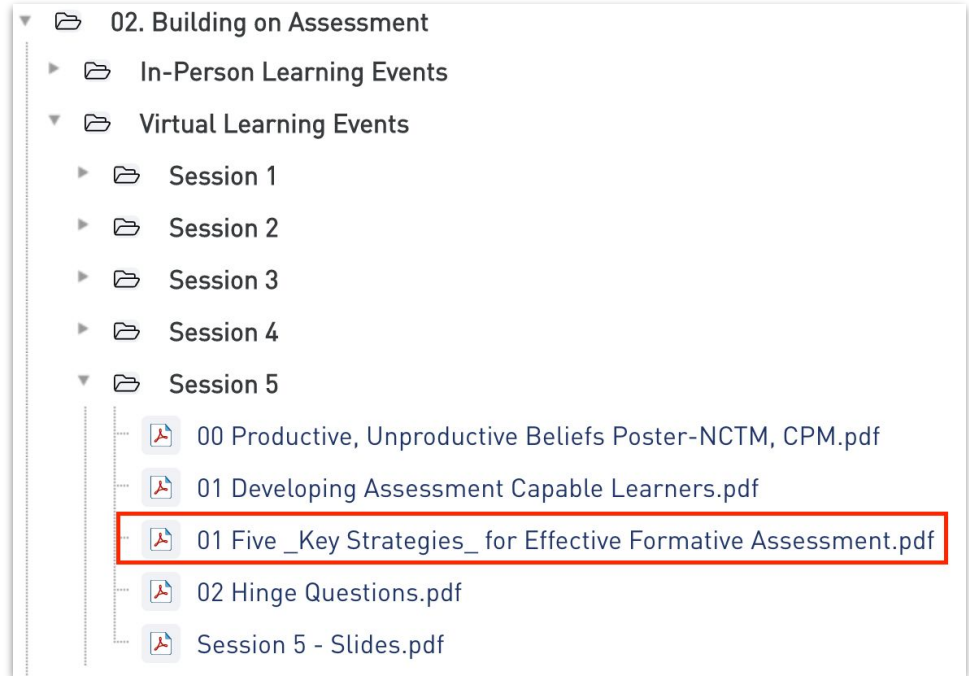 02. Building on Assessment
In-Person Learning Events
Virtual Learning Events
Session 1
Session 2
Session 3
Session 4
Session 5
00 Productive, Unproductive Beliefs Poster-NCTM, CPM.pdf
01 Developing Assessment Capable Learners.pdf
01 Five _Key Strategies_ for Effective Formative Assessment.pdf
02 Hinge Questions.pdf
Session 5 - Slides.pdf